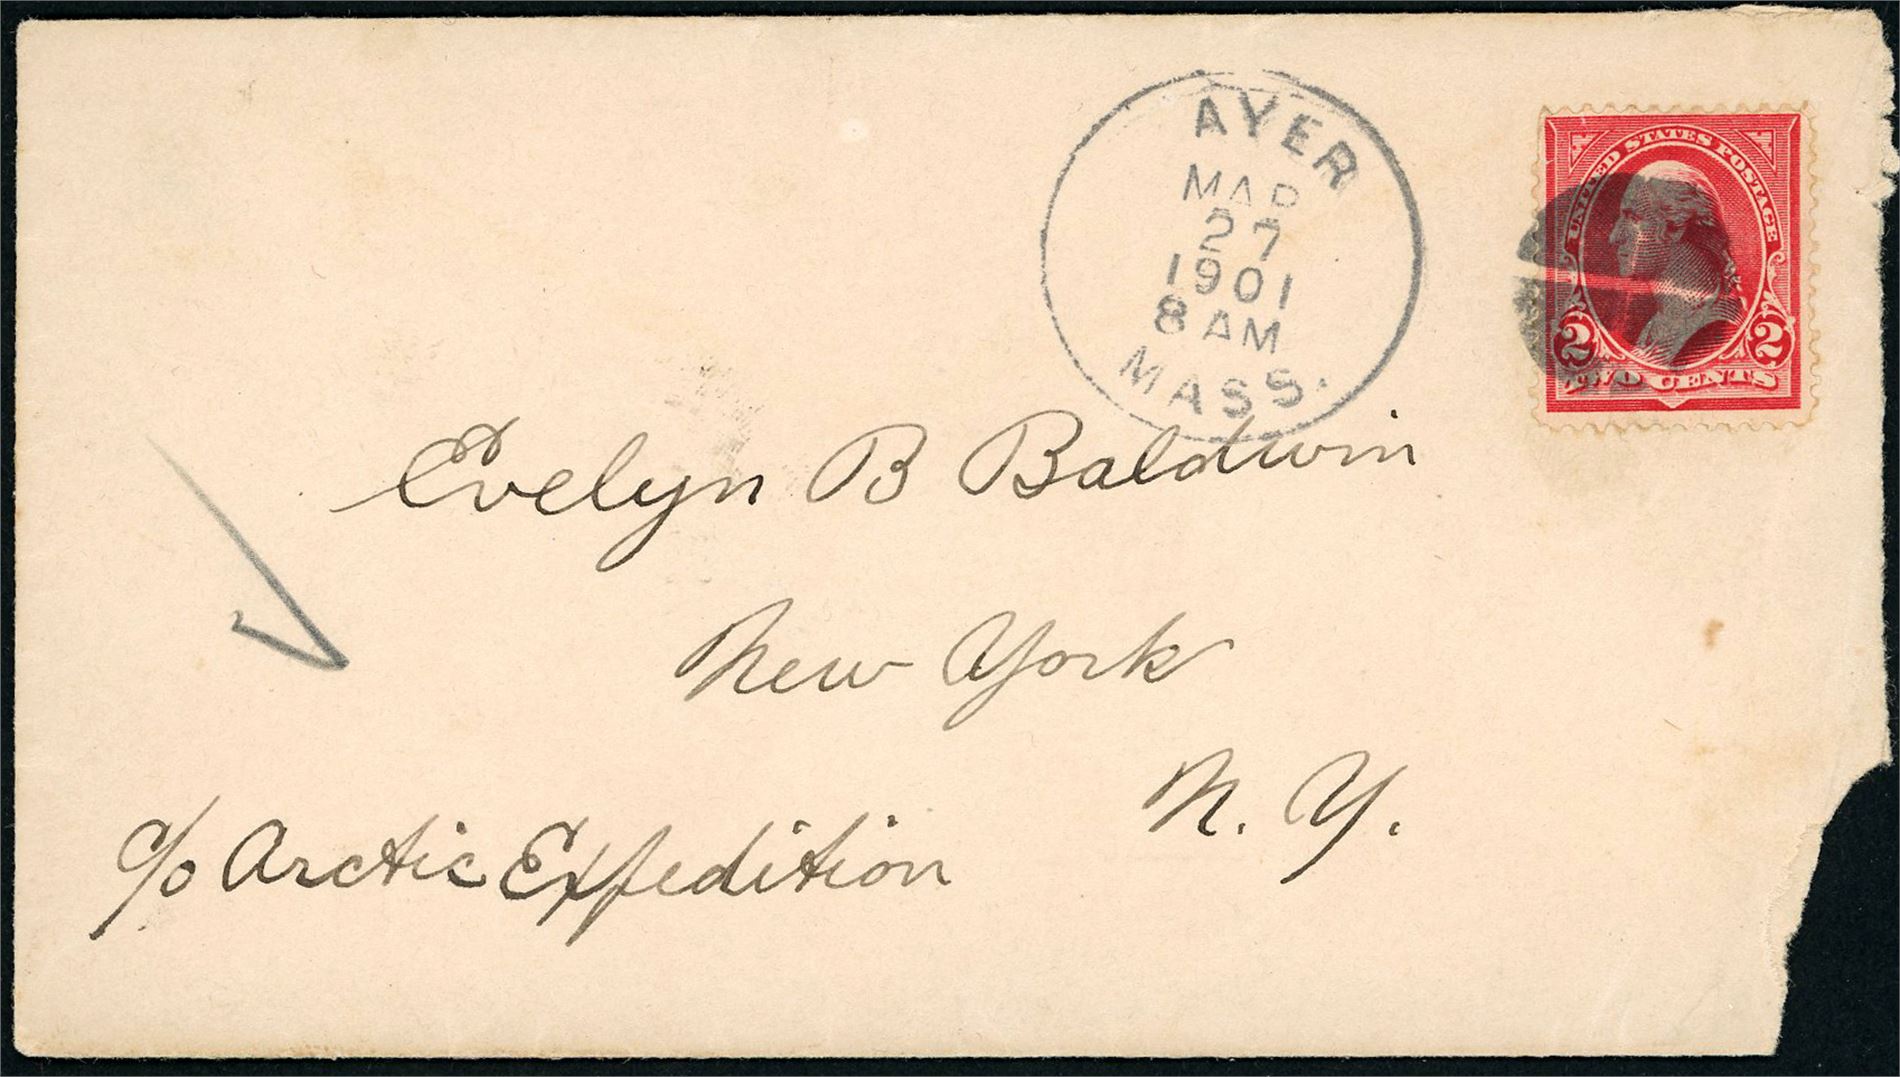 AYER
MAR
27
1901
8 AM
MASS.
UNITED STATES POSTAGE
2 2
TWO CENTS
Evelyn B Baldwin
New York
N. Y.
c/o Arctic Expedition